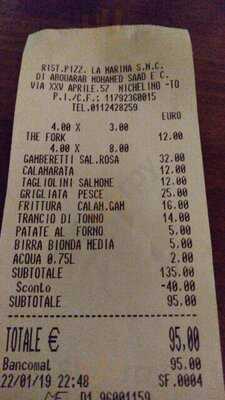 RIST.PIZZ. LA MARINA S.N.C.
DI ABOUARAB MOHAMED SAAD E C.
VIA XXV APRILE.57 NICHELINO -TO
P.I./C.F.: 11792360015
TEL.0112428259
EURO
4.00 X 3.00
THE FORK 12.00
4.00 X 8.00
GAMBERETTI SAL.ROSA 32.00
CALAMARATA 12.00
TAGLIOLINI SALMONE 12.00
GRIGLIATA PESCE 25.00
FRITTURA CALAM.GAM 16.00
TRANCIO DI TONNO 14.00
PATATE AL FORNO 5.00
BIRRA BIONDA MEDIA 5.00
ACQUA 0.75L 2.00
SUBTOTALE 135.00
Sconto -40.00
SUBTOTALE 95.00
TOTALE € 95.00
Bancomat 95.00
22/01/19 22:48 SF.0004
D1 96001159